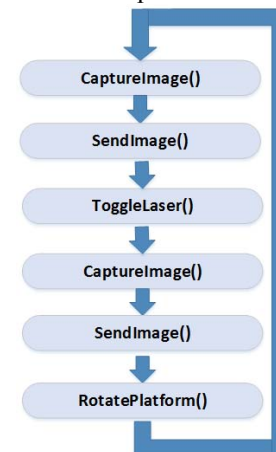 CaptureImage()
SendImage()
ToggleLaser()
CaptureImage()
SendImage()
RotatePlatform()